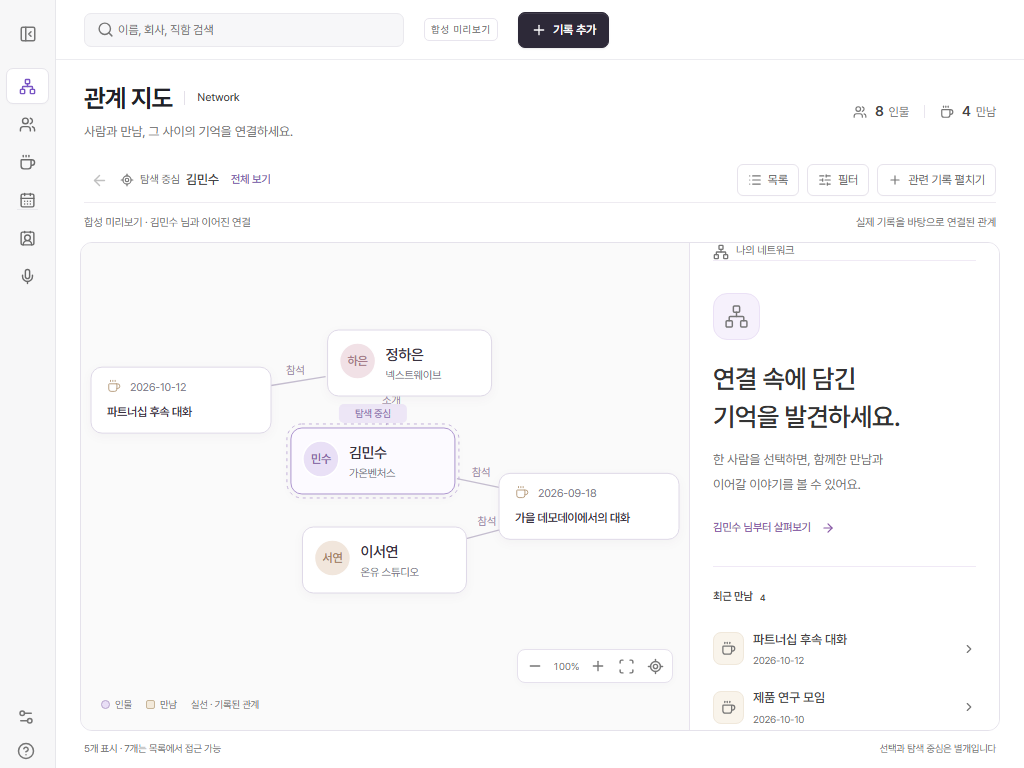 이름, 회사, 직함 검색
합성 미리보기
기록 추가
관계 지도
Network
사람과 만남, 그 사이의 기억을 연결하세요.
8 인물
4 만남
탐색 중심 김민수 전체 보기
목록
필터
관련 기록 펼치기
합성 미리보기 · 김민수 님과 이어진 연결
실제 기록을 바탕으로 연결된 관계
하은
정하은
넥스트웨이브
참석
2026-10-12
파트너십 후속 대화
소개
탐색 중심
민수
김민수
가온벤처스
참석
2026-09-18
가을 데모데이에서의 대화
참석
서연
이서연
온유 스튜디오
100%
인물
만남
실선 · 기록된 관계
나의 네트워크
연결 속에 담긴
기억을 발견하세요.
한 사람을 선택하면, 함께한 만남과
이어갈 이야기를 볼 수 있어요.
김민수 님부터 살펴보기
최근 만남 4
파트너십 후속 대화
2026-10-12
제품 연구 모임
2026-10-10
5개 표시 · 7개는 목록에서 접근 가능
선택과 탐색 중심은 별개입니다